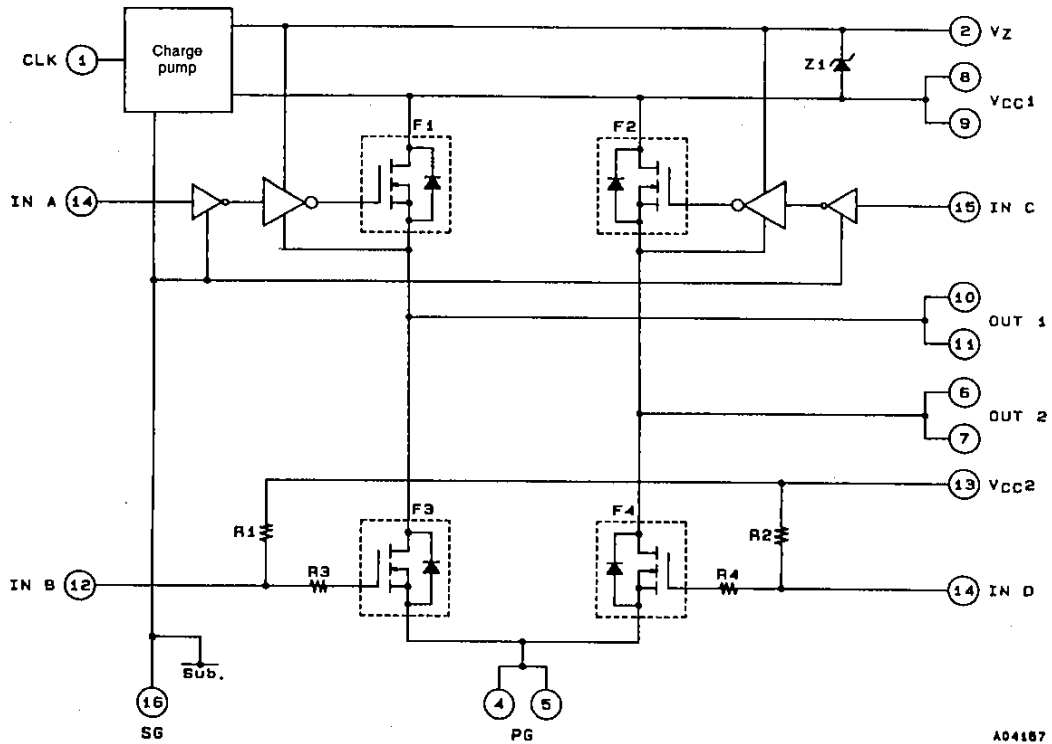 Charge
pump
CLK 1
2 VZ
Z1
8
VCC1
9
F1
F2
IN A 14
15 IN C
10
OUT 1
11
6
OUT 2
7
13 VCC2
F3
F4
R1
R2
IN B 12
R3
R4
14 IN D
Sub.
16
SG
4 5
PG
A04187